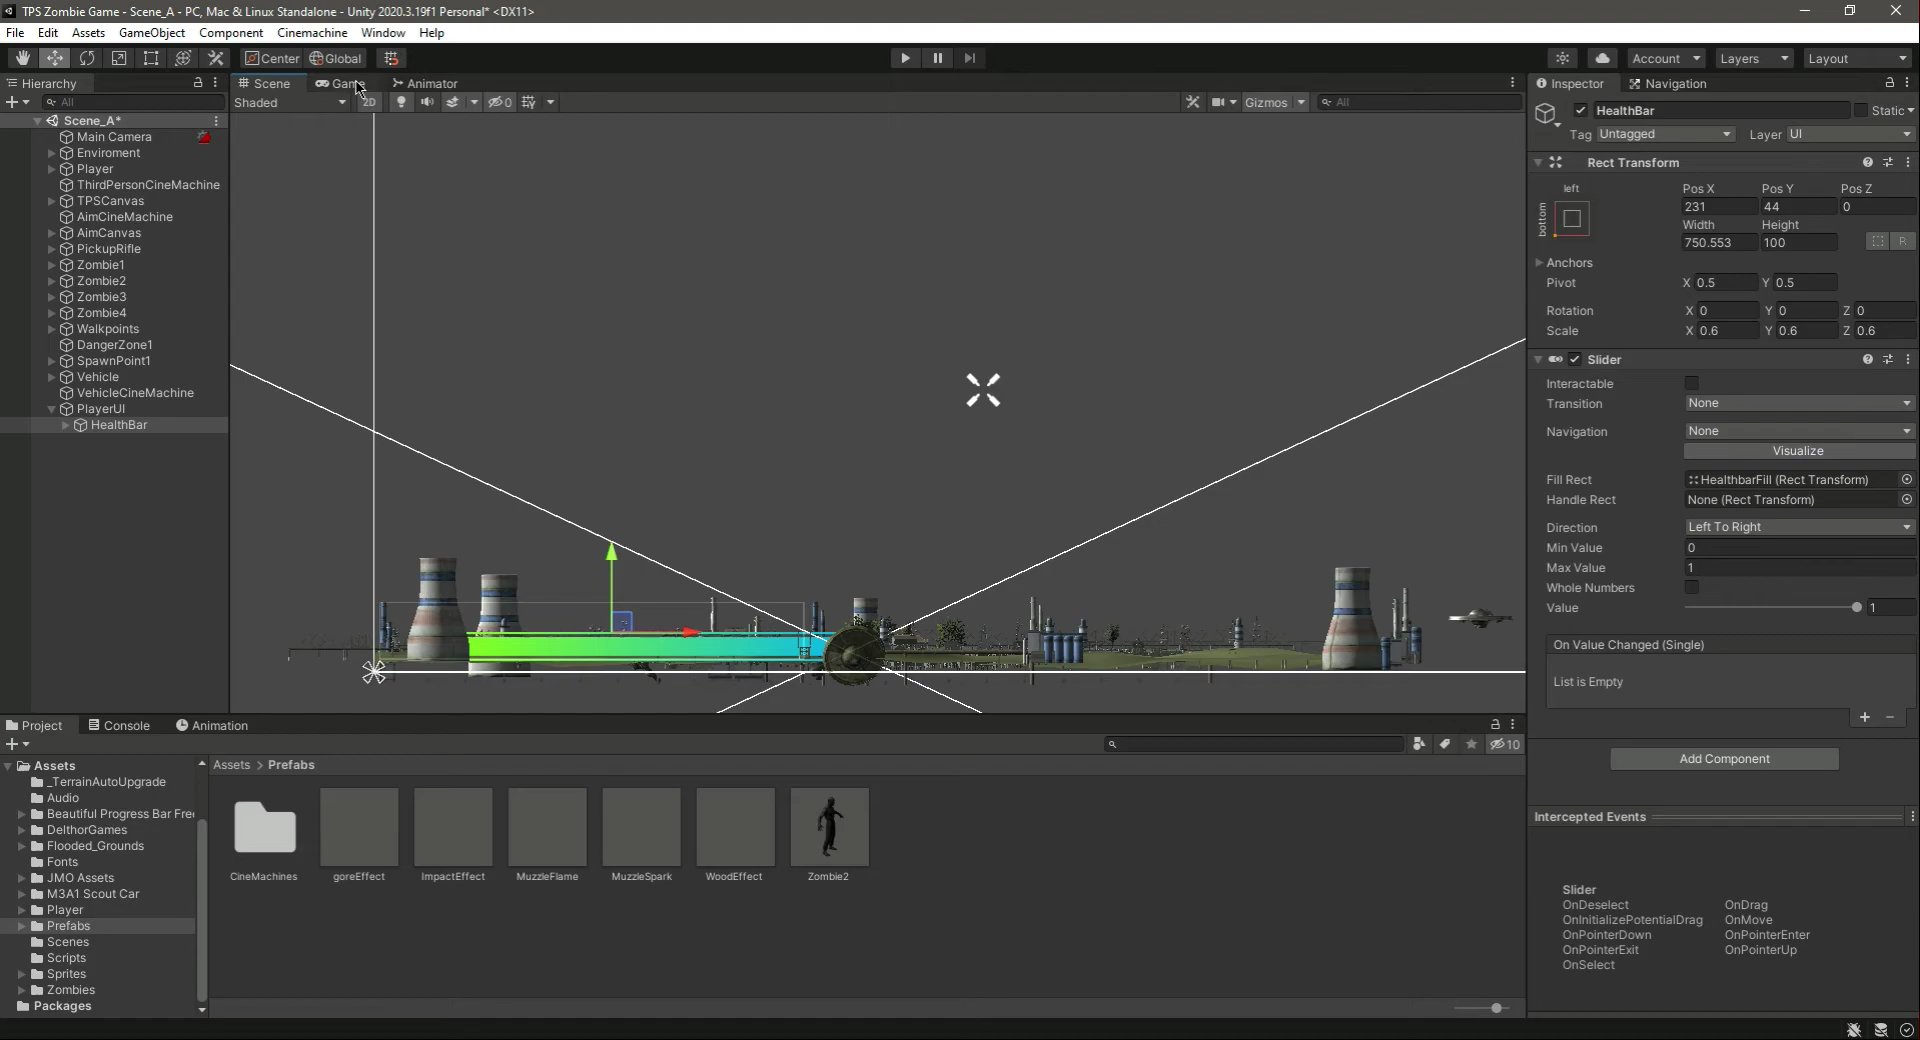 TPS Zombie Game - Scene_A - PC, Mac & Linux Standalone - Unity 2020.3.19f1 Personal* <DX11>
File Edit Assets GameObject Component Cinemachine Window Help
Center Global Account Layers Layout
Hierarchy
All
Scene_A*
Main Camera
Enviroment
Player
ThirdPersonCineMachine
TPSCanvas
AimCineMachine
AimCanvas
PickupRifle
Zombie1
Zombie2
Zombie3
Zombie4
Walkpoints
DangerZone1
SpawnPoint1
Vehicle
VehicleCineMachine
PlayerUI
HealthBar
Scene Game Animator
Shaded 2D 0 Gizmos All
Inspector Navigation
HealthBar Static
Tag Untagged Layer UI
Rect Transform
left
bottom
Pos X Pos Y Pos Z
231 44 0
Width Height
750.553 100 R
Anchors
Pivot X 0.5 Y 0.5
Rotation X 0 Y 0 Z 0
Scale X 0.6 Y 0.6 Z 0.6
Slider
Interactable
Transition None
Navigation None
Visualize
Fill Rect HealthbarFill (Rect Transform)
Handle Rect None (Rect Transform)
Direction Left To Right
Min Value 0
Max Value 1
Whole Numbers
Value 1
On Value Changed (Single)
List is Empty
Add Component
Intercepted Events
Slider
OnDeselect OnDrag
OnInitializePotentialDrag OnMove
OnPointerDown OnPointerEnter
OnPointerExit OnPointerUp
OnSelect
Project Console Animation
10
Assets
_TerrainAutoUpgrade
Audio
Beautiful Progress Bar Free
DelthorGames
Flooded_Grounds
Fonts
JMO Assets
M3A1 Scout Car
Player
Prefabs
Scenes
Scripts
Sprites
Zombies
Packages
Assets > Prefabs
CineMachines goreEffect ImpactEffect MuzzleFlame MuzzleSpark WoodEffect Zombie2